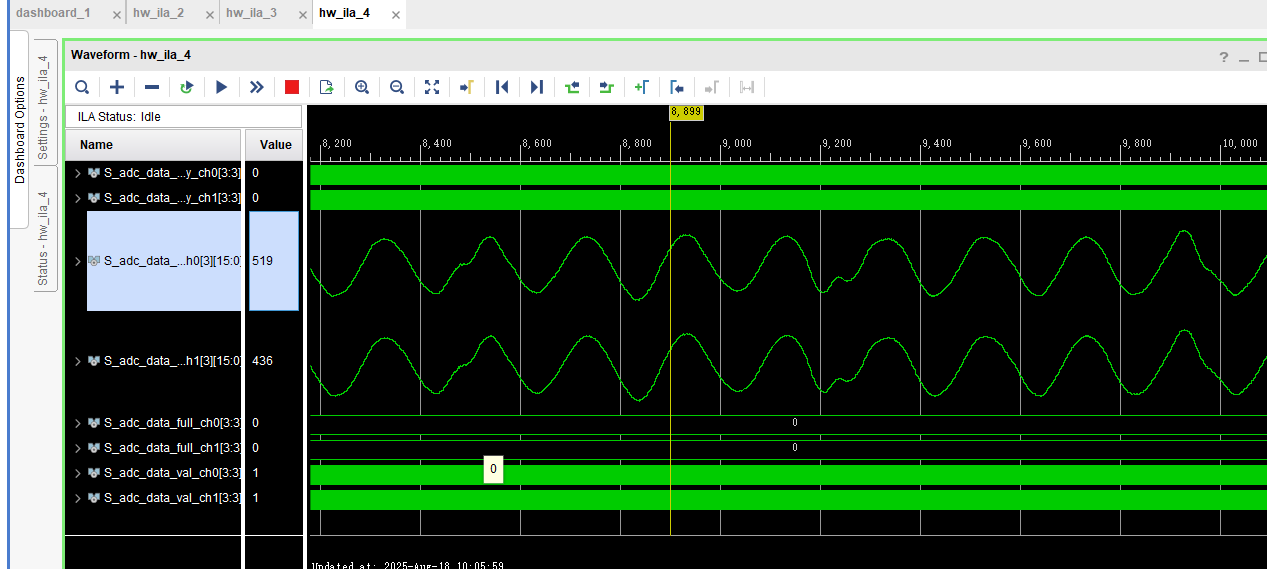 dashboard_1 hw_ila_2 hw_ila_3 hw_ila_4
Dashboard Options
Settings - hw_ila_4
Status - hw_ila_4
Waveform - hw_ila_4
ILA Status: Idle
Name Value
8,899
8,200 8,400 8,600 8,800 9,000 9,200 9,400 9,600 9,800 10,000
S_adc_data_...y_ch0[3:3] 0
S_adc_data_...y_ch1[3:3] 0
S_adc_data_...h0[3][15:0] 519
S_adc_data_...h1[3][15:0] 436
S_adc_data_full_ch0[3:3] 0 0
S_adc_data_full_ch1[3:3] 0 0
S_adc_data_val_ch0[3:3] 1
0
S_adc_data_val_ch1[3:3] 1
Updated at: 2025-Aug-18 10:05:59